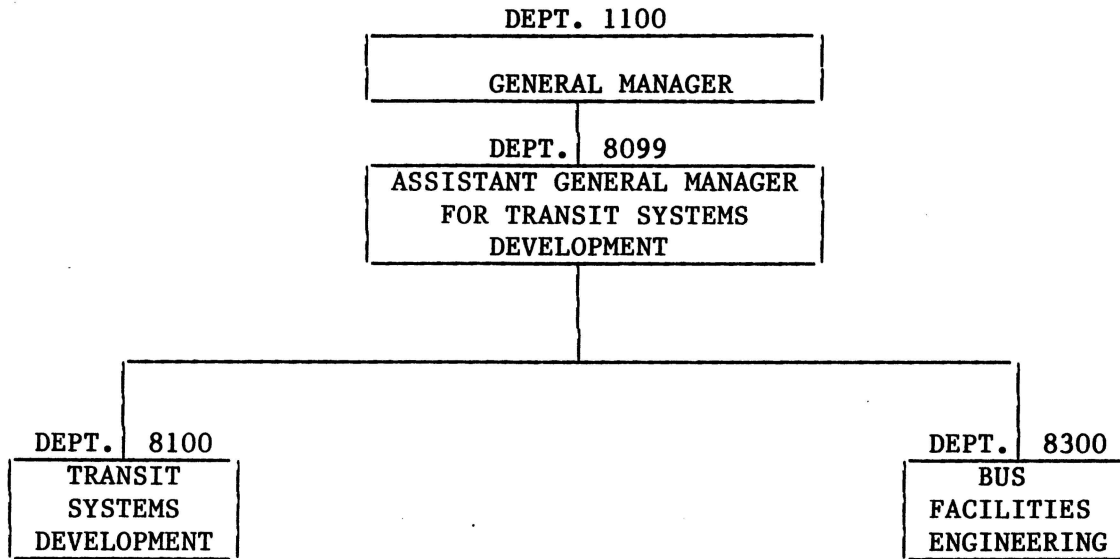 DEPT. 1100
GENERAL MANAGER
DEPT. 8099
ASSISTANT GENERAL MANAGER
FOR TRANSIT SYSTEMS
DEVELOPMENT
DEPT. 8100
TRANSIT
SYSTEMS
DEVELOPMENT
DEPT. 8300
BUS
FACILITIES
ENGINEERING